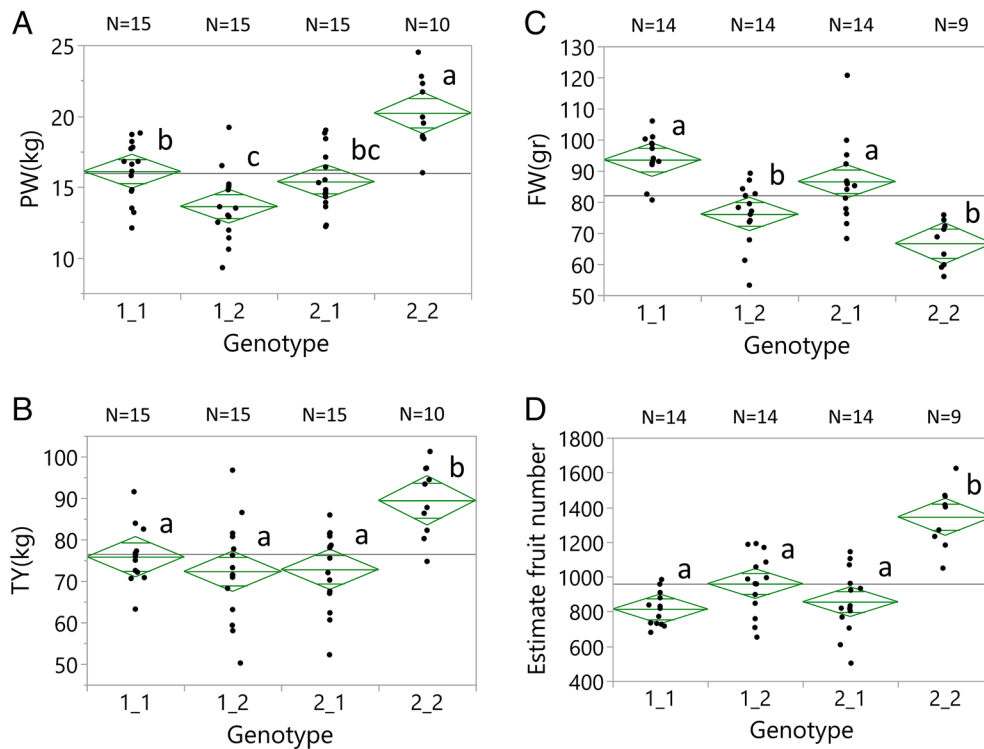 A
N=15 N=15 N=15 N=10
25
20
15
10
PW(kg)
b
c
bc
a
1_1 1_2 2_1 2_2
Genotype
C
N=14 N=14 N=14 N=9
130
120
110
100
90
80
70
60
50
FW(gr)
a
b
a
b
1_1 1_2 2_1 2_2
Genotype
B
N=15 N=15 N=15 N=10
100
90
80
70
60
50
TY(kg)
a
a
a
b
1_1 1_2 2_1 2_2
Genotype
D
N=14 N=14 N=14 N=9
1800
1600
1400
1200
1000
800
600
400
Estimate fruit number
a
a
a
b
1_1 1_2 2_1 2_2
Genotype